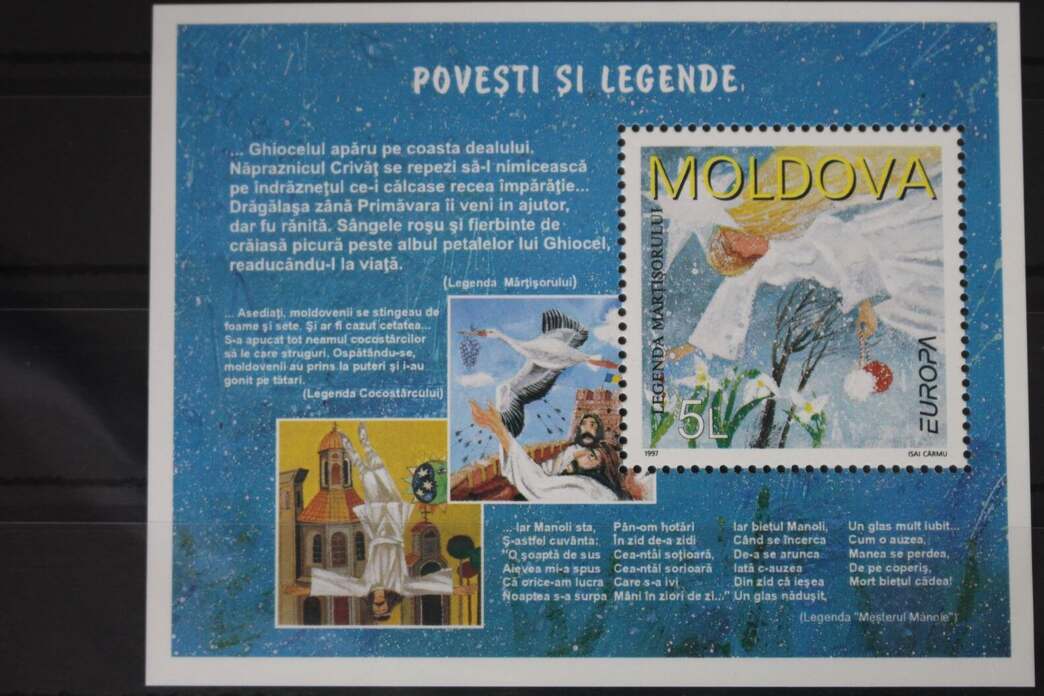 POVEȘTI ȘI LEGENDE
... Ghiocelul apăru pe coasta dealului,
Năpraznicul Crivăț se repezi să-l nimicească
pe îndrăznețul ce-i călcase recea împărăție...
Drăgălașa zână Primăvara îi veni in ajutor,
dar fu rănită. Sângele roșu și fierbinte de
crăiasă picură peste albul petalelor lui Ghiocel,
readucându-l la viață.
(Legenda Mărțișorului)
... Asediați, moldovenii se stingeau de
foame și sete. Și ar fi cazut cetatea...
S-a apucat tot neamul cocostârcilor
să le care struguri. Ospătându-se,
moldovenii au prins la puteri și i-au
gonit pe tătari.
(Legenda Cocostârcului)
MOLDOVA
LEGENDA MĂRȚIȘORULUI
EUROPA
5L
1997
ISAI CÂRMU
... Iar Manoli sta,
Ș-astfel cuvânta:
"O șoaptă de sus
Aievea mi-a spus
Că orice-am lucra
Noaptea s-a surpa
Pân-om hotări
În zid de-a zidi
Cea-ntâi soțioară,
Cea-ntâi sorioară
Care s-a ivi
Mâni în ziori de zi..."
Iar biețul Manoli,
Când se încerca
De-a se arunca
Iată c-auzea
Din zid că ieșea
Un glas nădușit,
Un glas mult iubit...
Cum o auzea,
Manea se perdea,
De pe coperiș,
Mort biețul cădea!
(Legenda "Meșterul Manole")